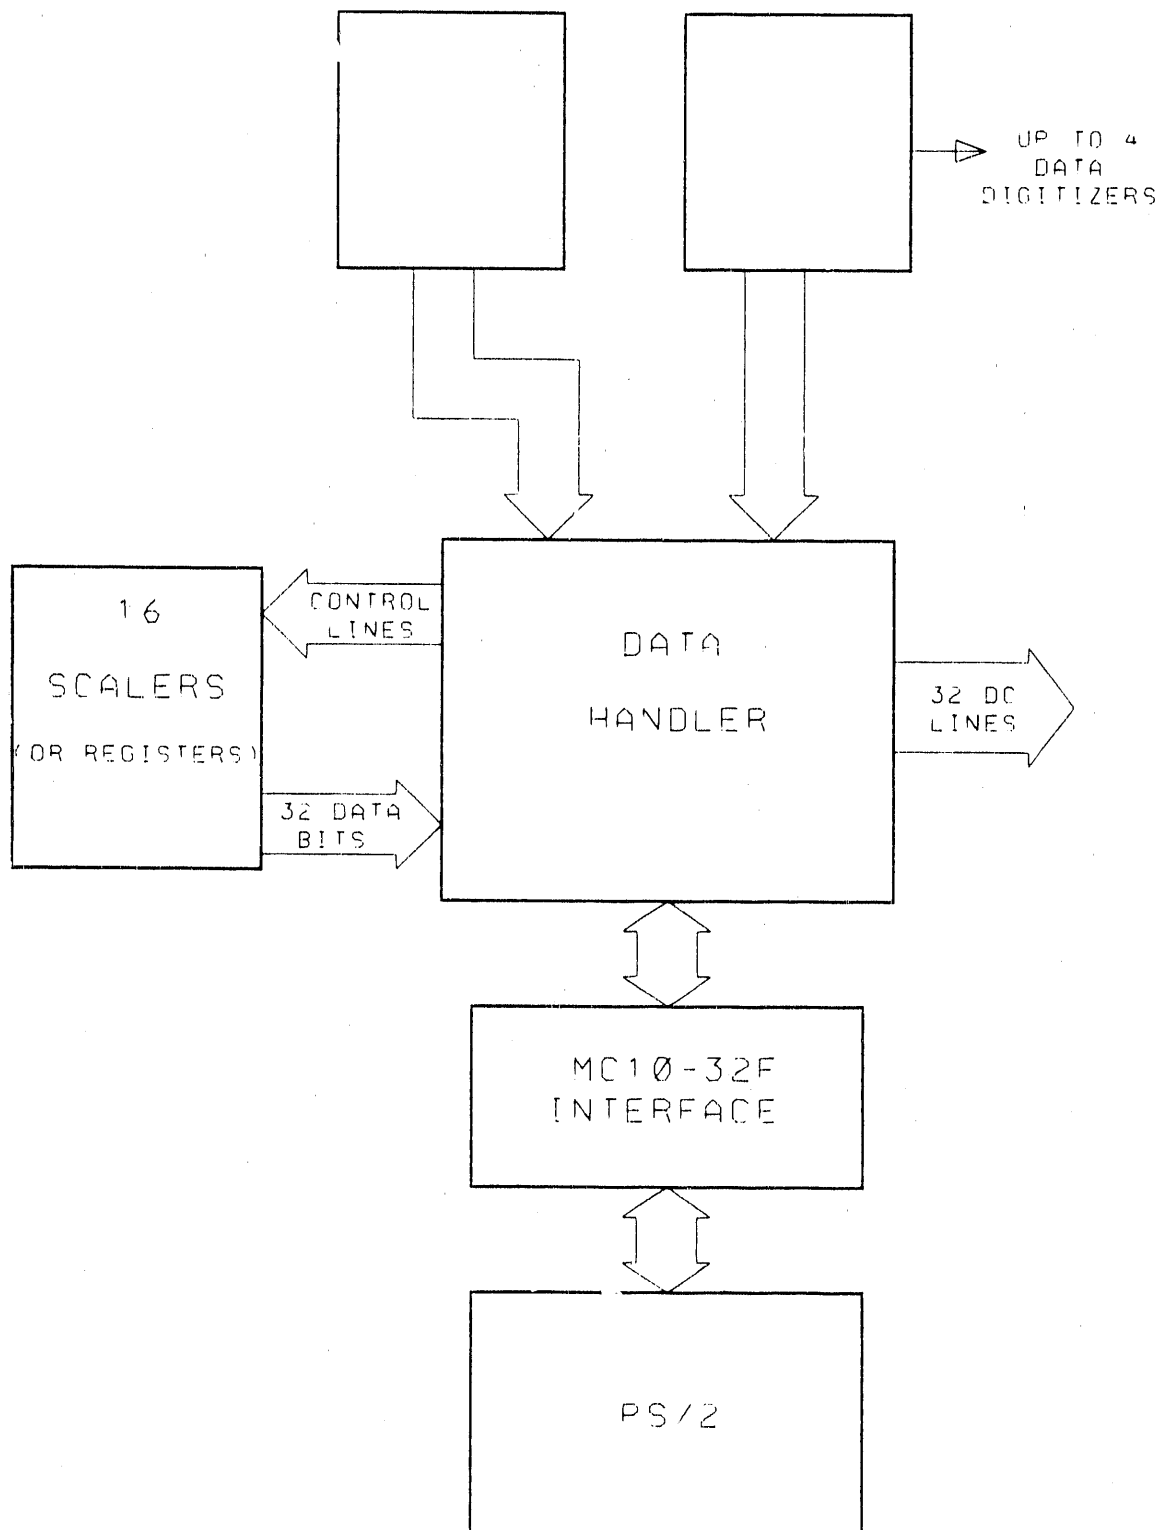 UP TO 4
DATA
DIGITIZERS
16
SCALERS
(OR REGISTERS)
CONTROL
LINES
32 DATA
BITS
DATA
HANDLER
32 DC
LINES
MC10-32F
INTERFACE
PS/2